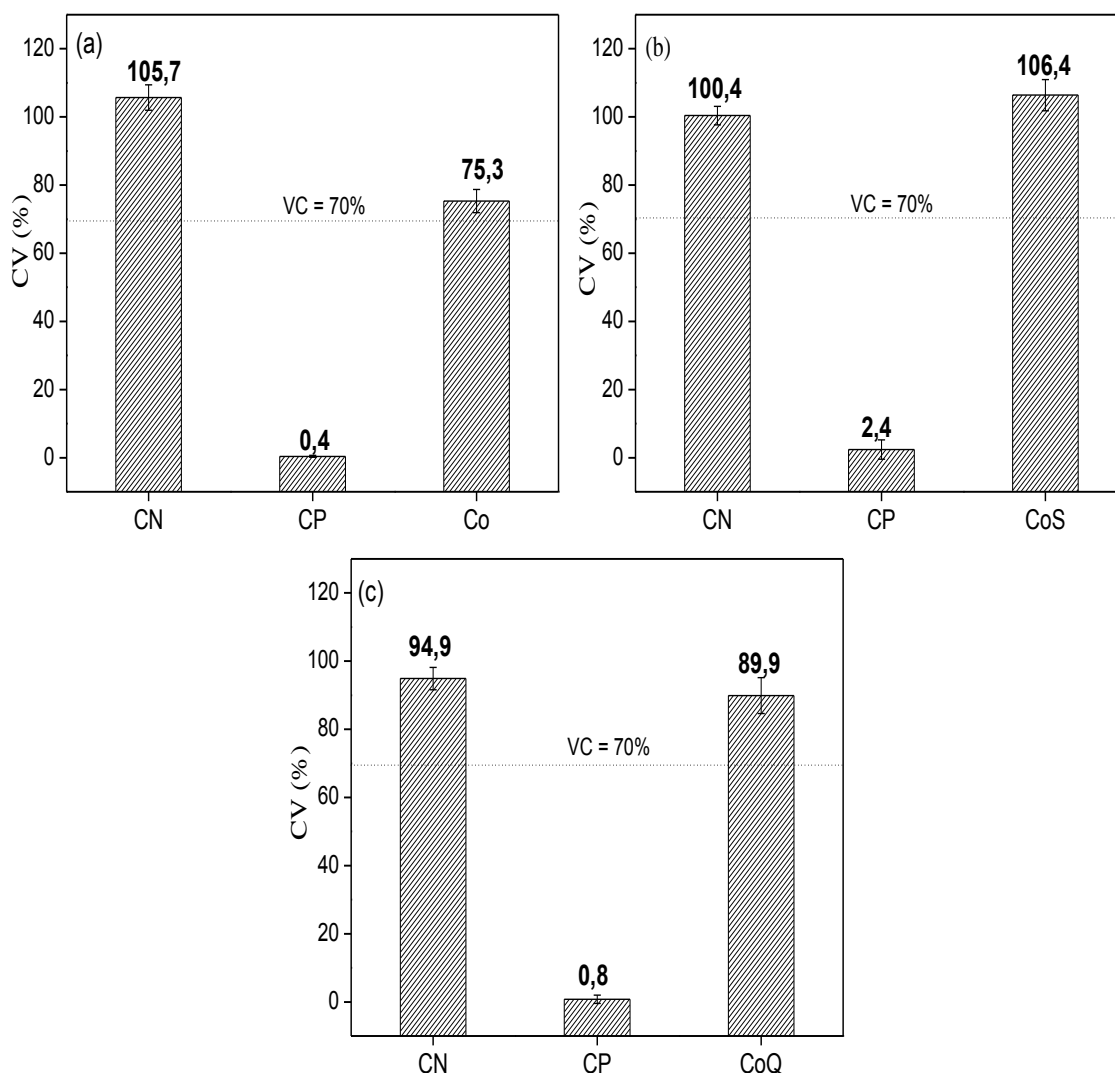 (a)
120
100
80
60
40
20
0
CV (%)
105,7
0,4
75,3
VC = 70%
CN CP Co
(b)
120
100
80
60
40
20
0
CV (%)
100,4
2,4
106,4
VC = 70%
CN CP CoS
(c)
120
100
80
60
40
20
0
CV (%)
94,9
0,8
89,9
VC = 70%
CN CP CoQ